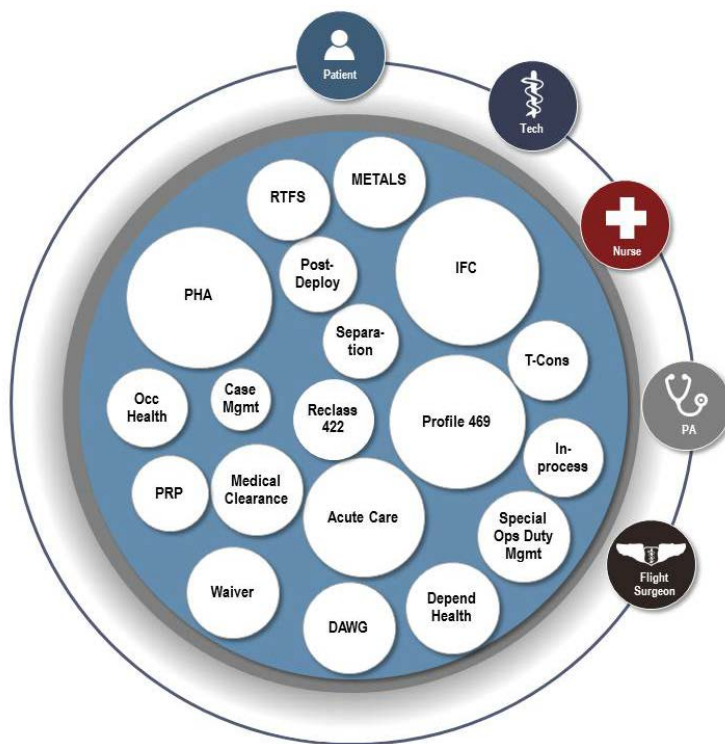 Patient
Tech
Nurse
PA
Flight
Surgeon
METALS
RTFS
IFC
Post-
Deploy
PHA
Separa-
tion
T-Cons
Case
Mgmt
Occ
Health
Reclass
422
Profile 469
In-
process
PRP
Medical
Clearance
Acute Care
Special
Ops Duty
Mgmt
Waiver
Depend
Health
DAWG